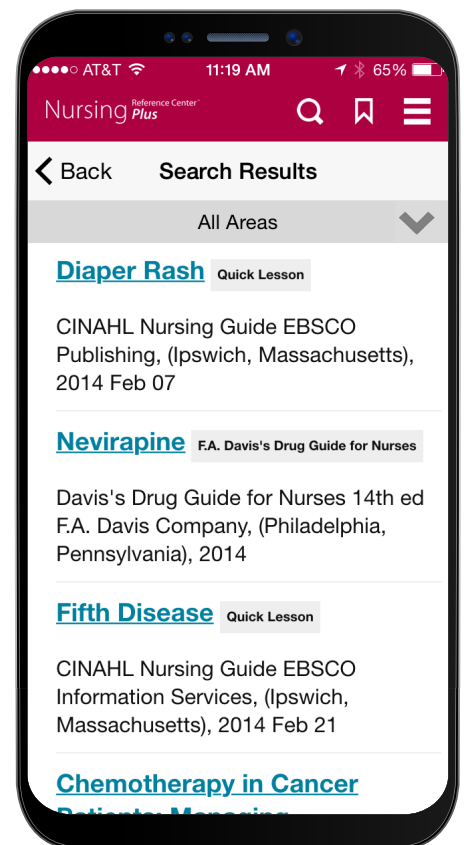 AT&T 11:19 AM 65%
Nursing Reference Center™ Plus
Back Search Results
All Areas
Diaper Rash Quick Lesson
CINAHL Nursing Guide EBSCO
Publishing, (Ipswich, Massachusetts),
2014 Feb 07
Nevirapine F.A. Davis's Drug Guide for Nurses
Davis's Drug Guide for Nurses 14th ed
F.A. Davis Company, (Philadelphia,
Pennsylvania), 2014
Fifth Disease Quick Lesson
CINAHL Nursing Guide EBSCO
Information Services, (Ipswich,
Massachusetts), 2014 Feb 21
Chemotherapy in Cancer
Patients: Managing